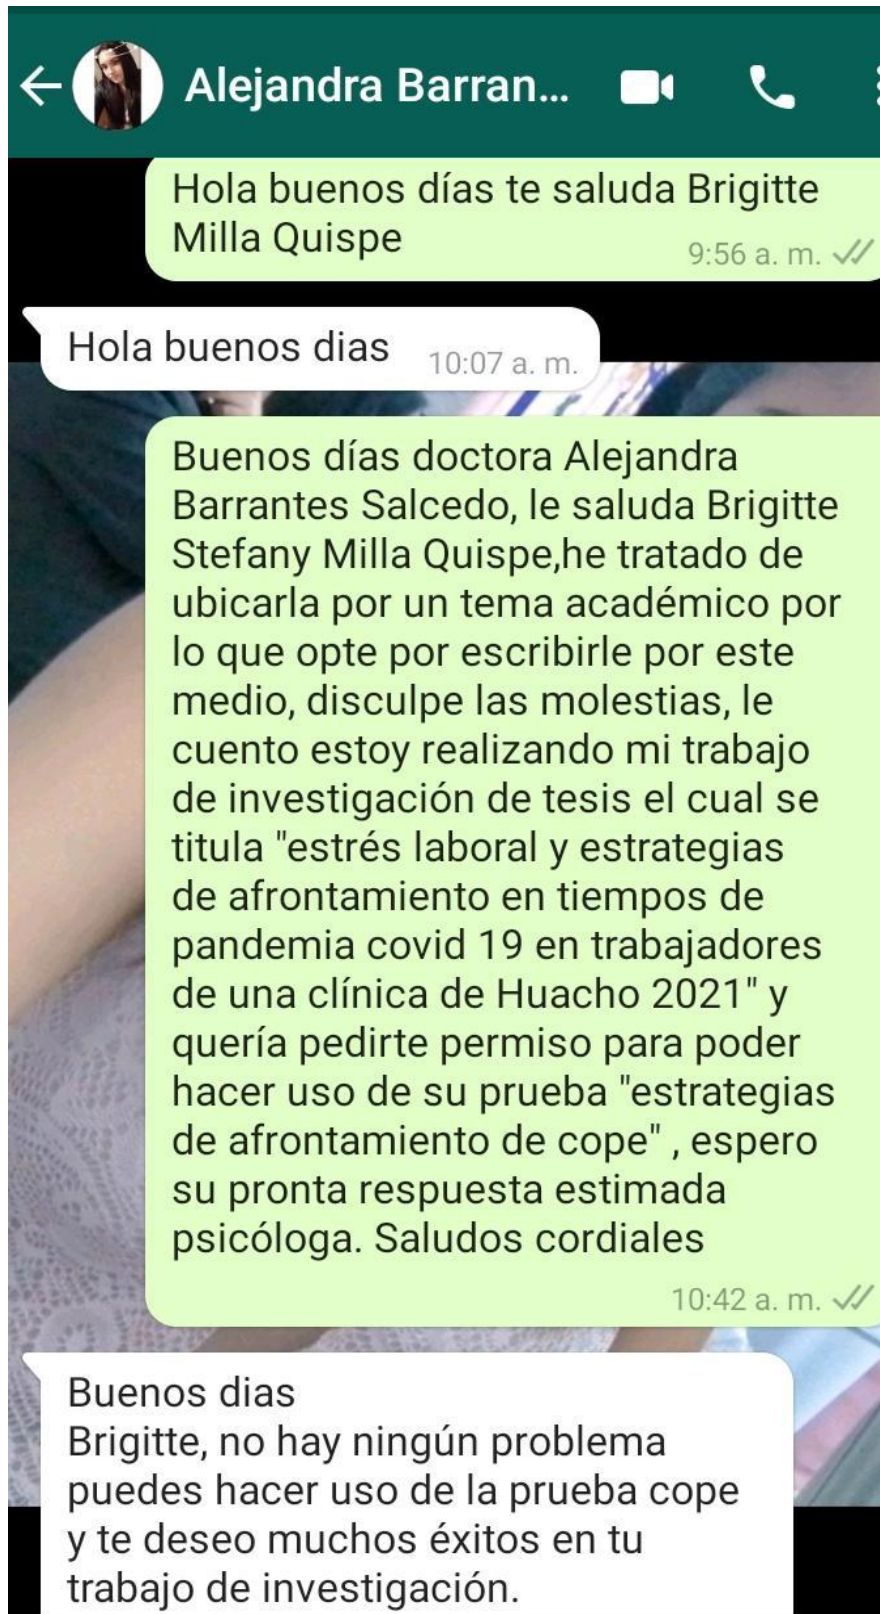 Alejandra Barran...
Hola buenos días te saluda Brigitte
Milla Quispe
9:56 a. m.
Hola buenos dias
10:07 a. m.
Buenos días doctora Alejandra
Barrantes Salcedo, le saluda Brigitte
Stefany Milla Quispe,he tratado de
ubicarla por un tema académico por
lo que opte por escribirle por este
medio, disculpe las molestias, le
cuento estoy realizando mi trabajo
de investigación de tesis el cual se
titula "estrés laboral y estrategias
de afrontamiento en tiempos de
pandemia covid 19 en trabajadores
de una clínica de Huacho 2021" y
quería pedirte permiso para poder
hacer uso de su prueba "estrategias
de afrontamiento de cope" , espero
su pronta respuesta estimada
psicóloga. Saludos cordiales
10:42 a. m.
Buenos dias
Brigitte, no hay ningún problema
puedes hacer uso de la prueba cope
y te deseo muchos éxitos en tu
trabajo de investigación.